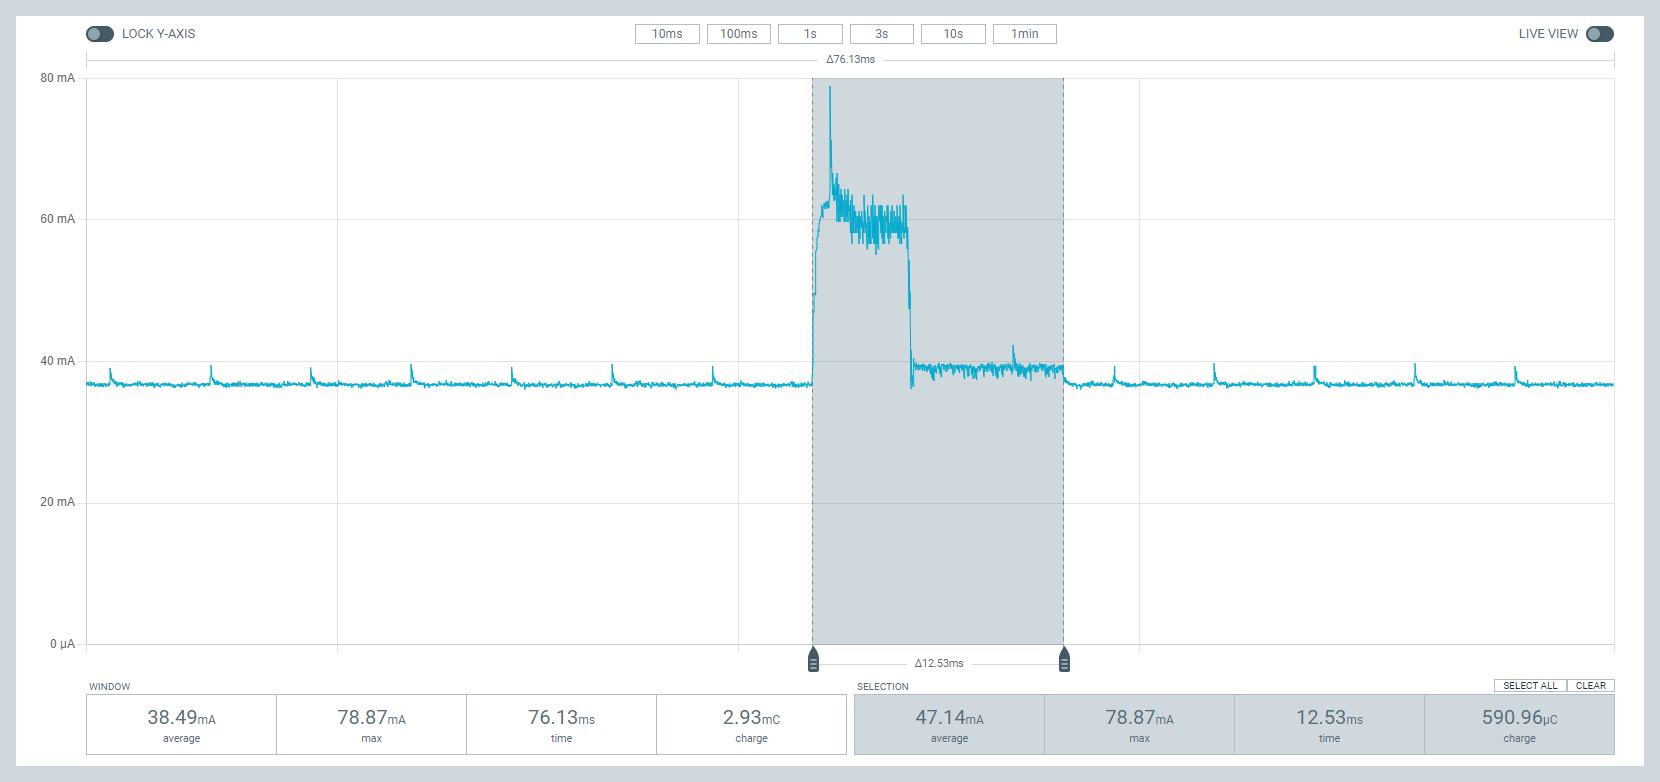 LOCK Y-AXIS 10ms 100ms 1s 3s 10s 1min LIVE VIEW
Δ76.13ms
80 mA
60 mA
40 mA
20 mA
0 µA
Δ12.53ms
WINDOW SELECTION SELECT ALL CLEAR
38.49mA 78.87mA 76.13ms 2.93mC 47.14mA 78.87mA 12.53ms 590.96µC
average max time charge average max time charge